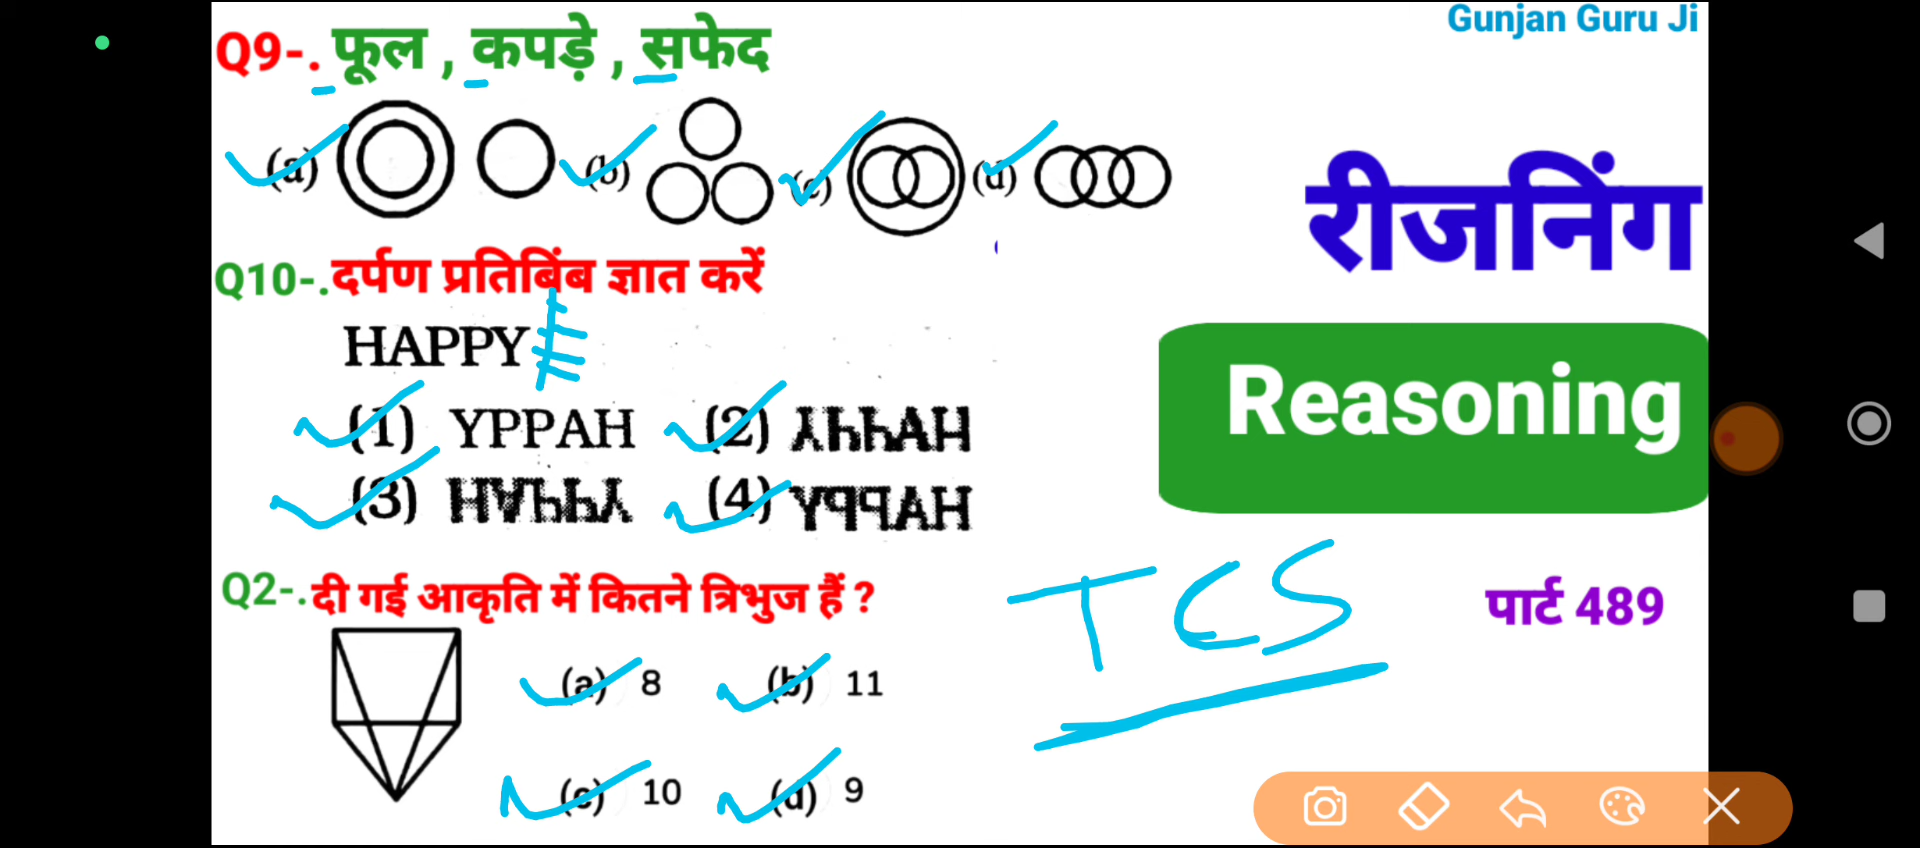 Gunjan Guru Ji
Q9-. फूल , कपड़े , सफेद
(a) (b) (c) (d)
रीजनिंग
Q10-. दर्पण प्रतिबिंब ज्ञात करें
HAPPY
Reasoning
(1) YPPAH (2)
(3) (4)
Q2-. दी गई आकृति में कितने त्रिभुज हैं ?
TCS
पार्ट 489
(a) 8 (b) 11
(c) 10 (d) 9